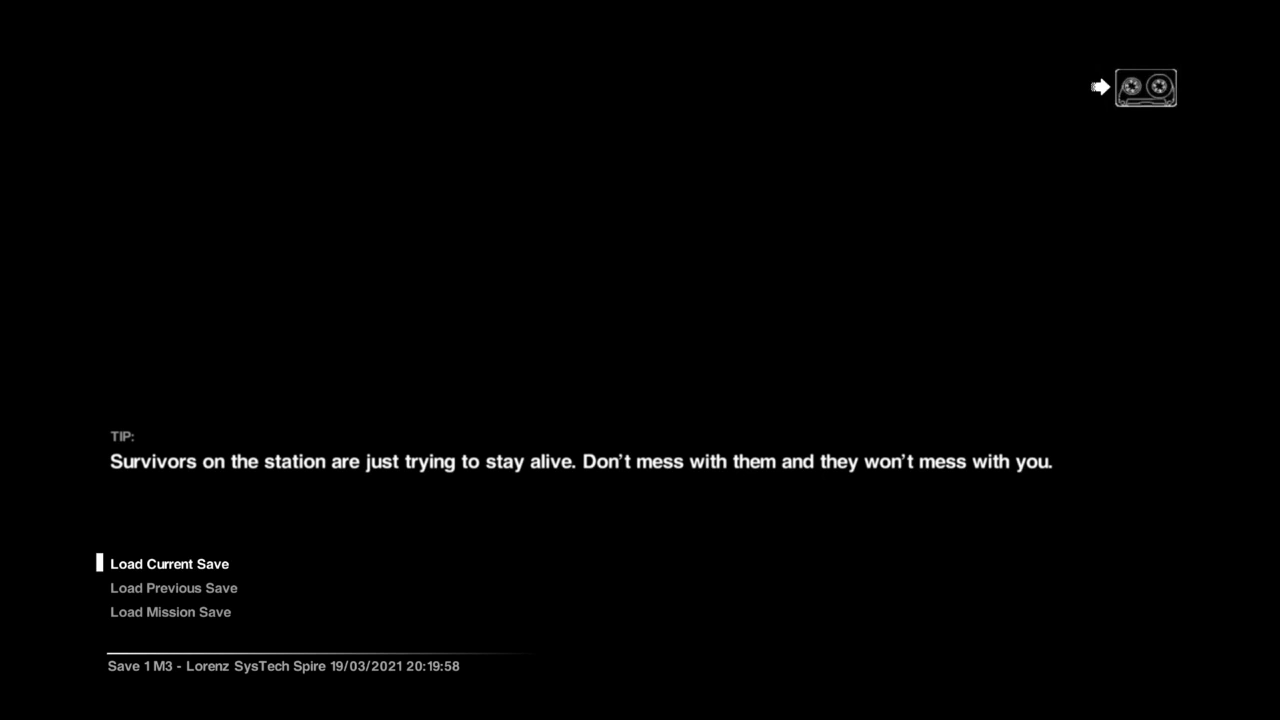 TIP:
Survivors on the station are just trying to stay alive. Don’t mess with them and they won’t mess with you.
Load Current Save
Load Previous Save
Load Mission Save
Save 1 M3 - Lorenz SysTech Spire 19/03/2021 20:19:58